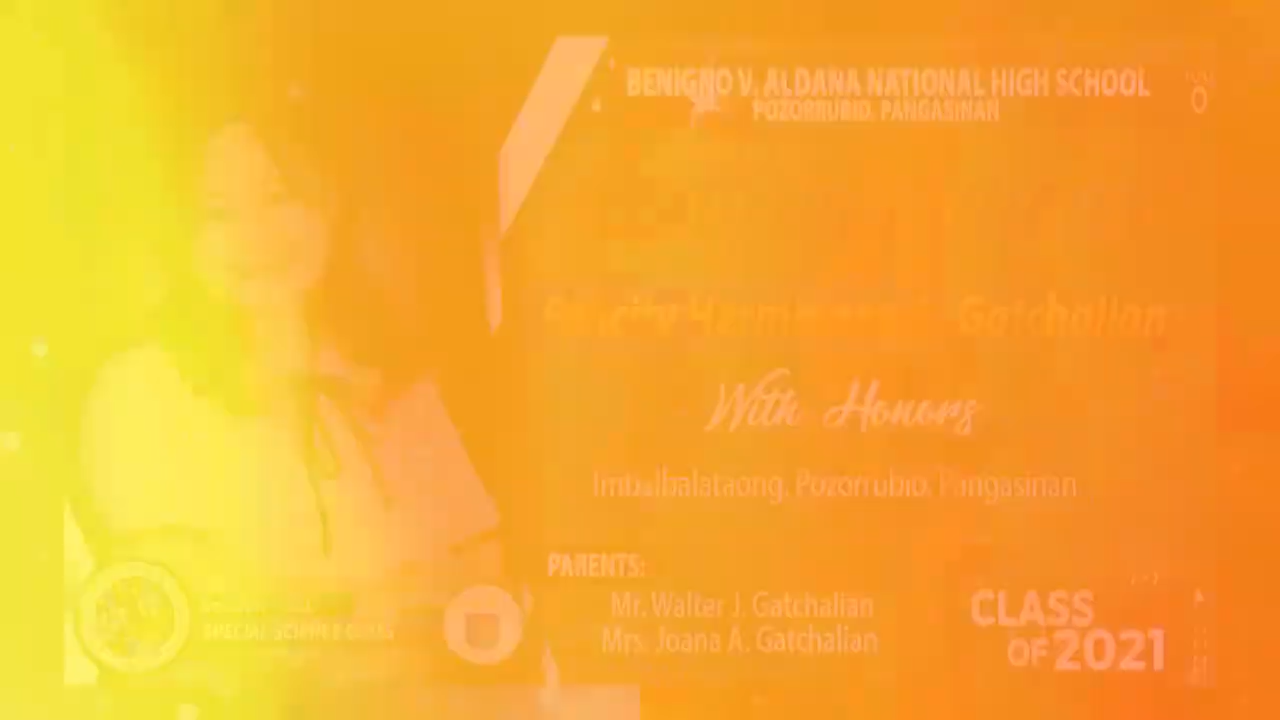 BENIGNO V. ALDANA NATIONAL HIGH SCHOOL
POZORRUBIO, PANGASINAN
Gatchalian
With Honors
Imbalbalataong, Pozorrubio, Pangasinan
PARENTS:
Mr. Walter J. Gatchalian
Mrs. Joana A. Gatchalian
CLASS
OF 2021